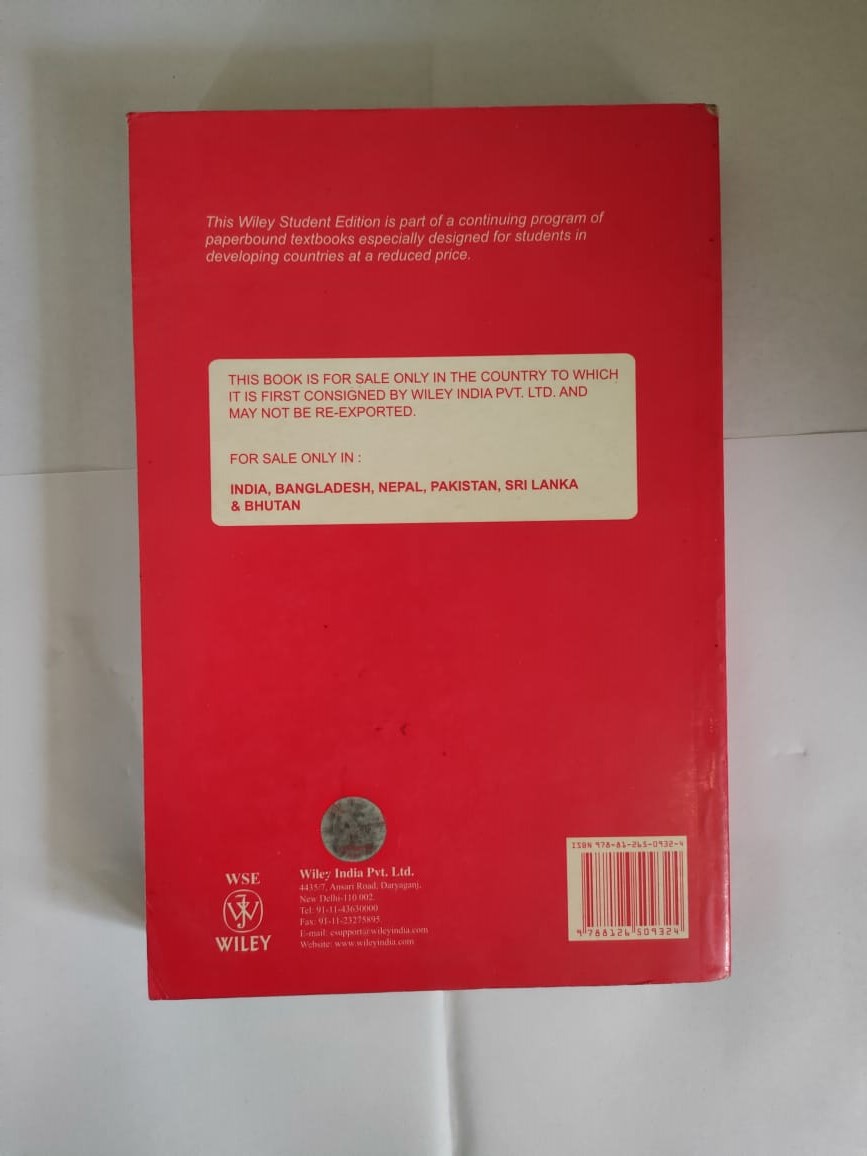 This Wiley Student Edition is part of a continuing program of
paperbound textbooks especially designed for students in
developing countries at a reduced price.
THIS BOOK IS FOR SALE ONLY IN THE COUNTRY TO WHICH
IT IS FIRST CONSIGNED BY WILEY INDIA PVT. LTD. AND
MAY NOT BE RE-EXPORTED.
FOR SALE ONLY IN :
INDIA, BANGLADESH, NEPAL, PAKISTAN, SRI LANKA
& BHUTAN
WSE
WILEY
Wiley India Pvt. Ltd.
4435/7, Ansari Road, Daryaganj,
New Delhi-110 002.
Tel: 91-11-43630000
Fax: 91-11-23275895
E-mail: csupport@wileyindia.com
Website: www.wileyindia.com
ISBN 978-81-265-0932-4
9 788126 509324